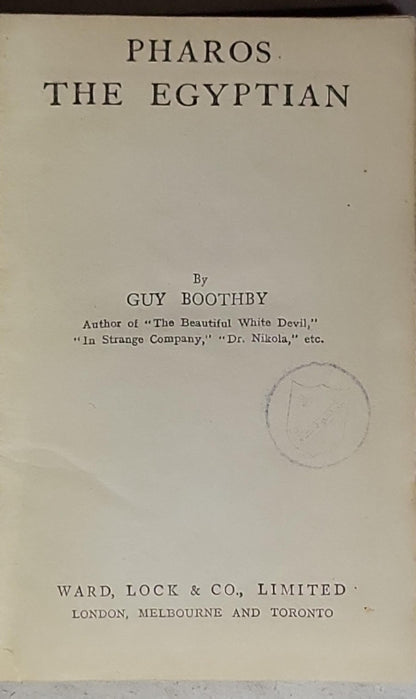 PHAROS
THE EGYPTIAN
By
GUY BOOTHBY
Author of "The Beautiful White Devil,"
"In Strange Company," "Dr. Nikola," etc.
WARD, LOCK & CO., LIMITED
LONDON, MELBOURNE AND TORONTO